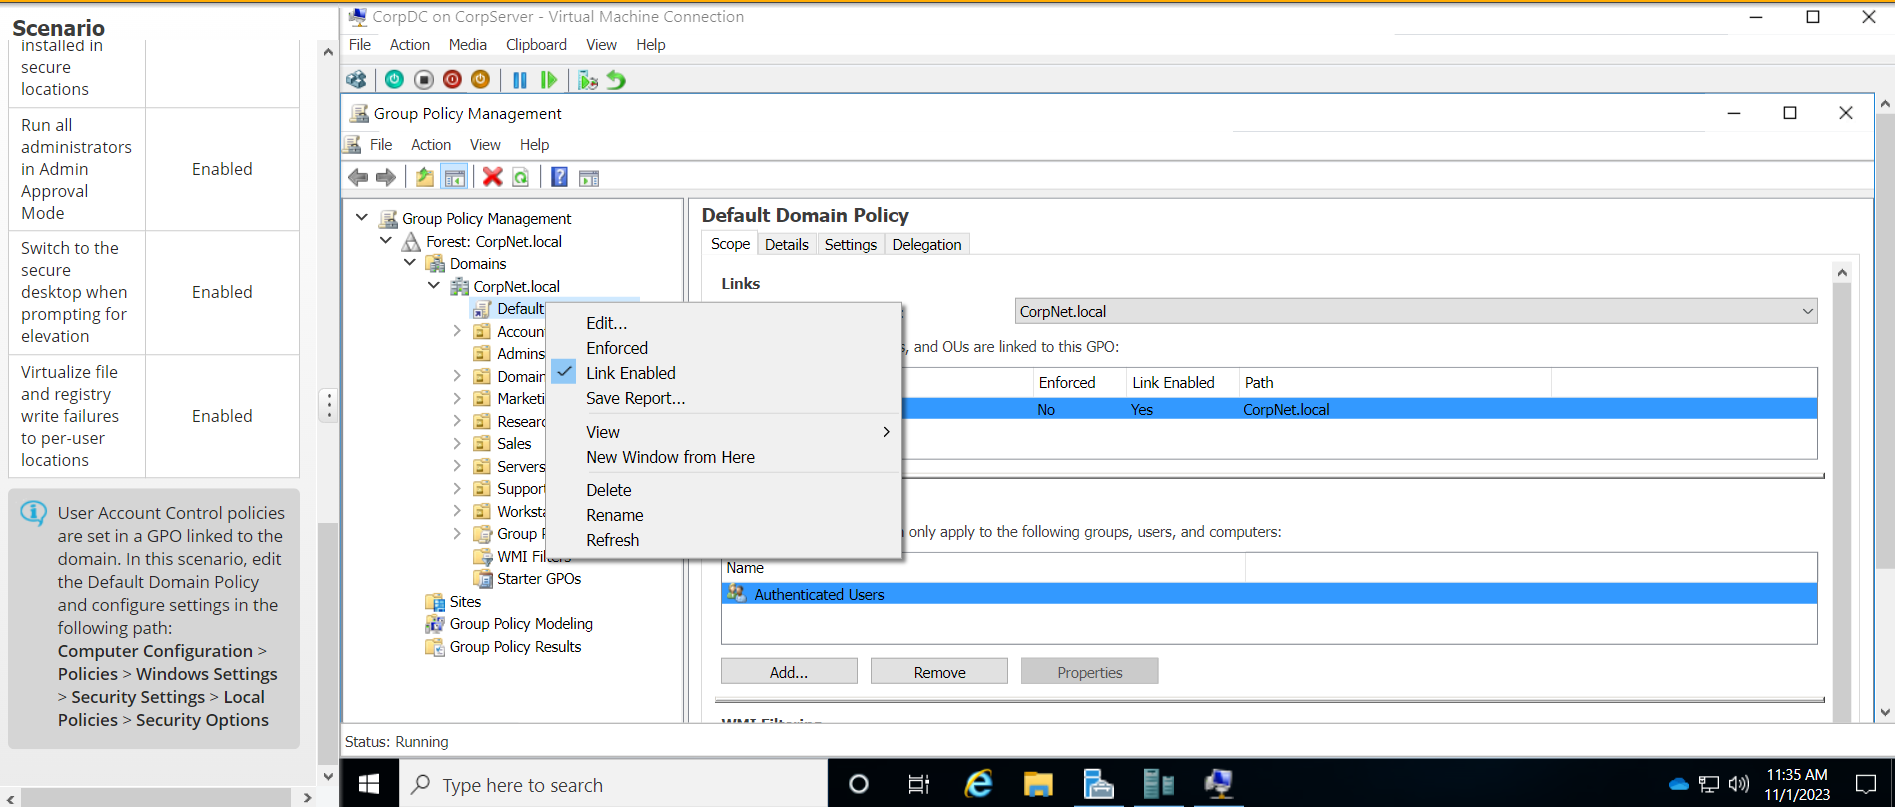 Scenario
installed in
secure
locations
Run all
administrators
in Admin
Approval
Mode
Enabled
Switch to the
secure
desktop when
prompting for
elevation
Enabled
Virtualize file
and registry
write failures
to per-user
locations
Enabled
User Account Control policies
are set in a GPO linked to the
domain. In this scenario, edit
the Default Domain Policy
and configure settings in the
following path:
Computer Configuration >
Policies > Windows Settings
> Security Settings > Local
Policies > Security Options
CorpDC on CorpServer - Virtual Machine Connection
File Action Media Clipboard View Help
Group Policy Management
File Action View Help
Group Policy Management
Forest: CorpNet.local
Domains
CorpNet.local
Default
Accoun
Admins
Domain
Marketi
Researc
Sales
Servers
Support
Worksta
Group P
WMI Filters
Starter GPOs
Sites
Group Policy Modeling
Group Policy Results
Edit...
Enforced
Link Enabled
Save Report...
View
New Window from Here
Delete
Rename
Refresh
Default Domain Policy
Scope Details Settings Delegation
Links
CorpNet.local
s, and OUs are linked to this GPO:
Enforced Link Enabled Path
No Yes CorpNet.local
only apply to the following groups, users, and computers:
Name
Authenticated Users
Add... Remove Properties
WMI Filtering
Status: Running
Type here to search
11:35 AM
11/1/2023